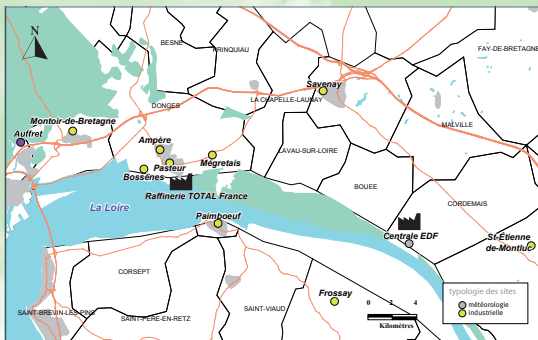 N
BESNE
PRINQUIAU
FAY-DE-BRETAGNE
Savenay
LA CHAPELLE-LAUNAY
DONGES
Montoir-de-Bretagne
MALVILLE
Auffret
Ampère
LAVAU-SUR-LOIRE
Pasteur
Mégretais
Bossènes
BOUEE
Raffinerie TOTAL France
CORDEMAIS
La Loire
Paimboeuf
Centrale EDF
St-Étienne
de-Montluc
CORSEPT
typologie des sites
Frossay
0 2 4
météorologie
SAINT-BREVIN-LES-PINS
SAINT-PERE-EN-RETZ
SAINT-VIAUD
industrielle
Kilomètres